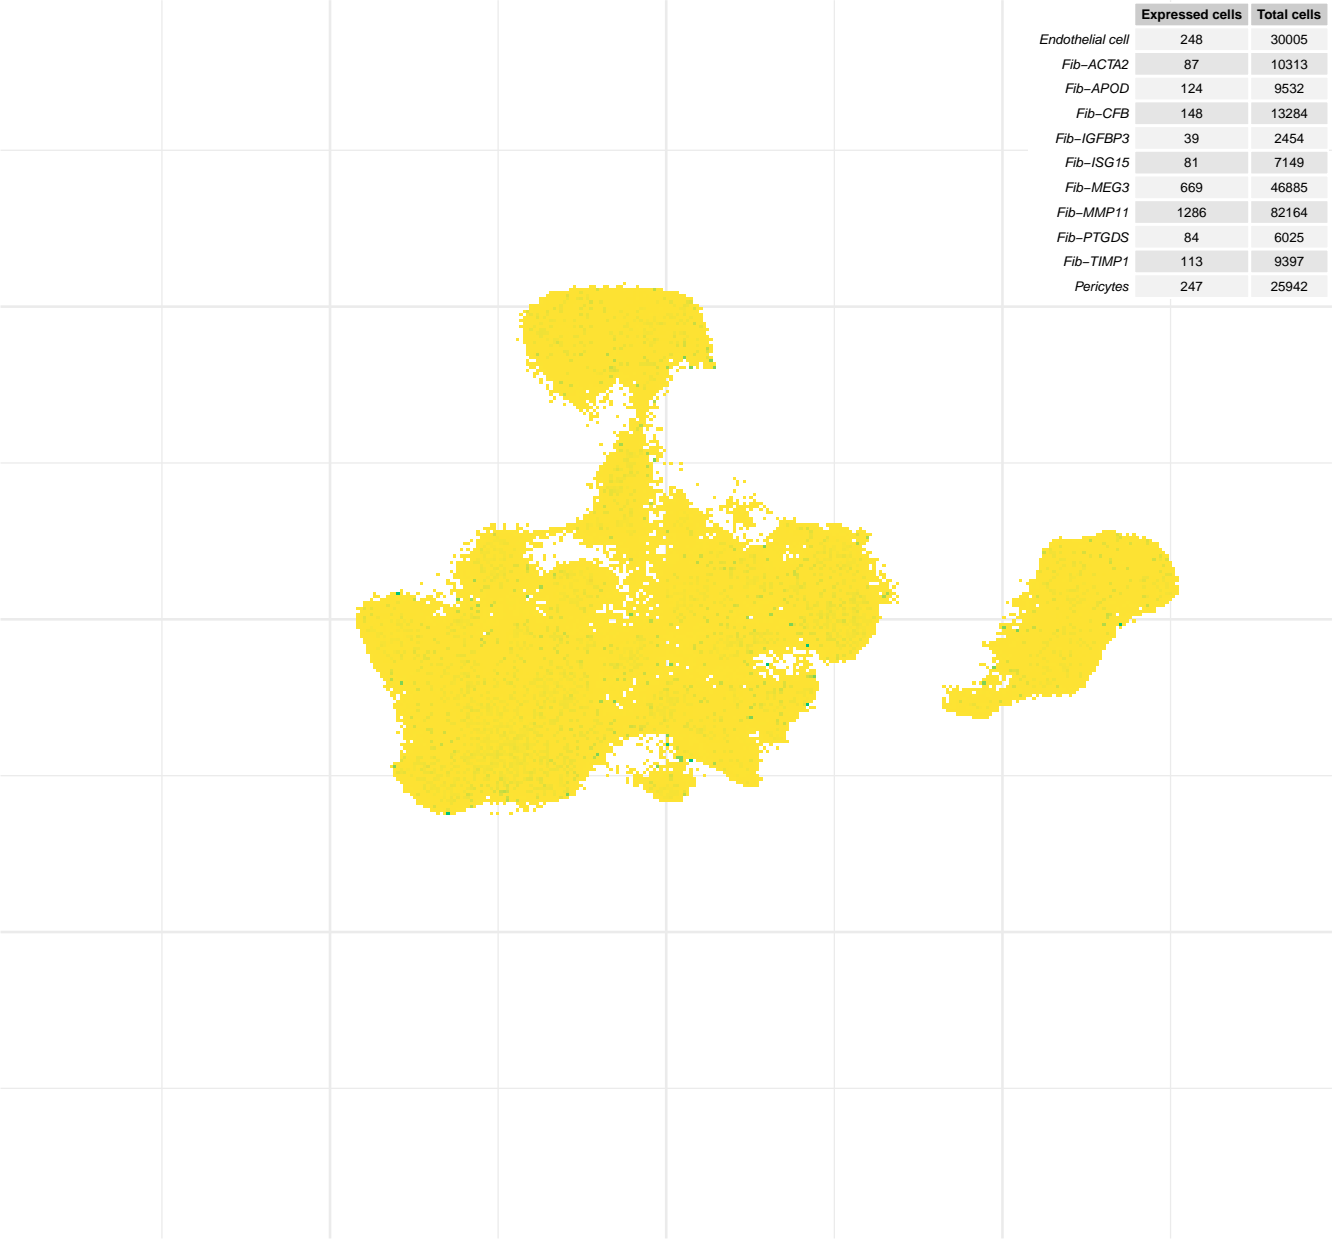 Expressed cells Total cells
Endothelial cell 248 30005
Fib−ACTA2 87 10313
Fib−APOD 124 9532
Fib−CFB 148 13284
Fib−IGFBP3 39 2454
Fib−ISG15 81 7149
Fib−MEG3 669 46885
Fib−MMP11 1286 82164
Fib−PTGDS 84 6025
Fib−TIMP1 113 9397
Pericytes 247 25942